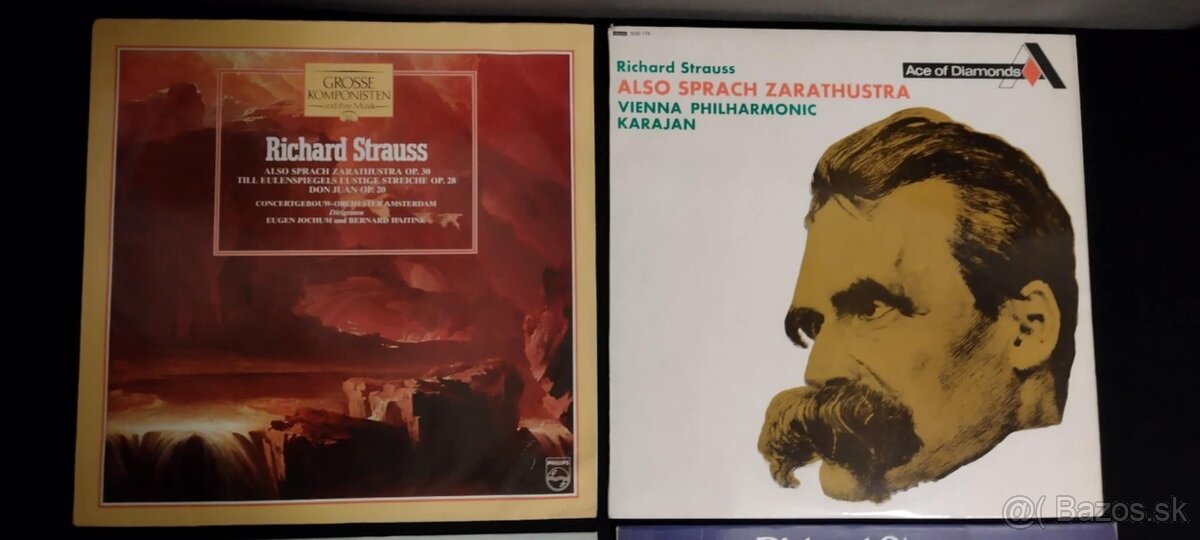 GROSSE
KOMPONISTEN
und ihre Musik
Richard Strauss
ALSO SPRACH ZARATHUSTRA OP. 30
TILL EULENSPIEGELS LUSTIGE STREICHE OP. 28
DON JUAN OP. 20
CONCERTGEBOUW-ORCHESTER AMSTERDAM
Dirigenten
EUGEN JOCHUM und BERNARD HAITINK
PHILIPS
Richard Strauss
ALSO SPRACH ZARATHUSTRA
VIENNA PHILHARMONIC
KARAJAN
Ace of Diamonds
@( Bazos.sk